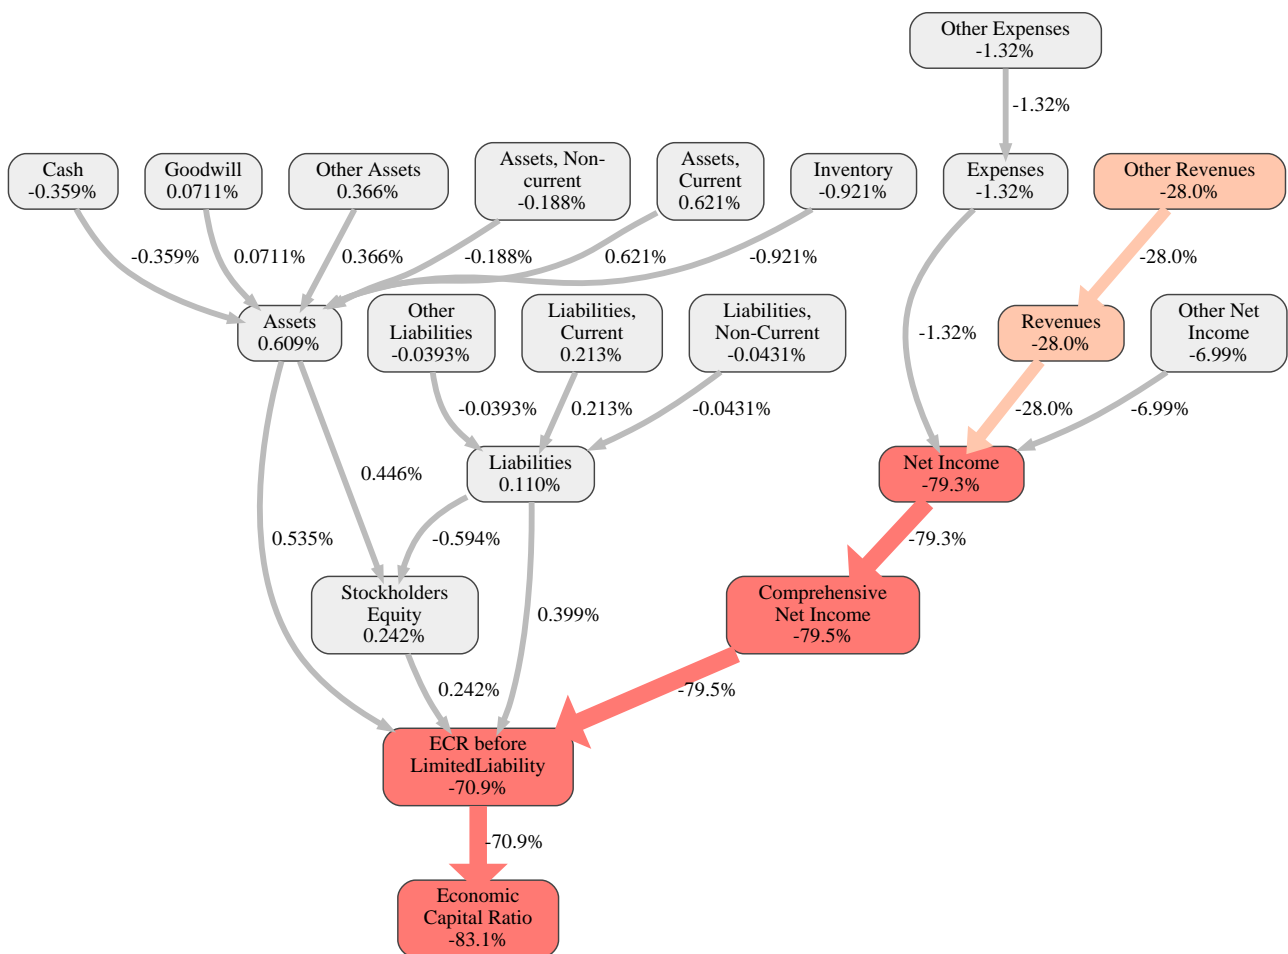 Other Expenses
-1.32%
-1.32%
Cash
-0.359%
Goodwill
0.0711%
Other Assets
0.366%
Assets, Non-
current
-0.188%
Assets,
Current
0.621%
Inventory
-0.921%
Expenses
-1.32%
Other Revenues
-28.0%
-0.359%
0.0711%
0.366%
-0.188%
0.621%
-0.921%
-28.0%
Assets
0.609%
Other
Liabilities
-0.0393%
Liabilities,
Current
0.213%
Liabilities,
Non-Current
-0.0431%
-1.32%
Revenues
-28.0%
Other Net
Income
-6.99%
-0.0393%
0.213%
-0.0431%
-28.0%
-6.99%
0.446%
Liabilities
0.110%
Net Income
-79.3%
0.535%
-0.594%
-79.3%
Stockholders
Equity
0.242%
0.399%
Comprehensive
Net Income
-79.5%
0.242%
-79.5%
ECR before
LimitedLiability
-70.9%
-70.9%
Economic
Capital Ratio
-83.1%